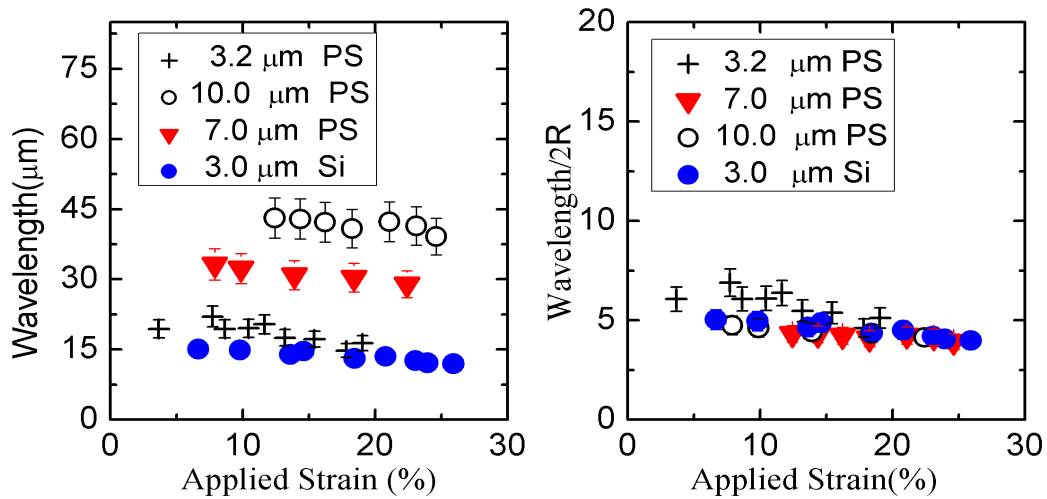 3.2 μm PS
10.0 μm PS
7.0 μm PS
3.0 μm Si
Wavelength(μm)
75
60
45
30
15
0
0 10 20 30
Applied Strain (%)
3.2 μm PS
7.0 μm PS
10.0 μm PS
3.0 μm Si
Wavelength/2R
20
15
10
5
0
0 10 20 30
Applied Strain(%)